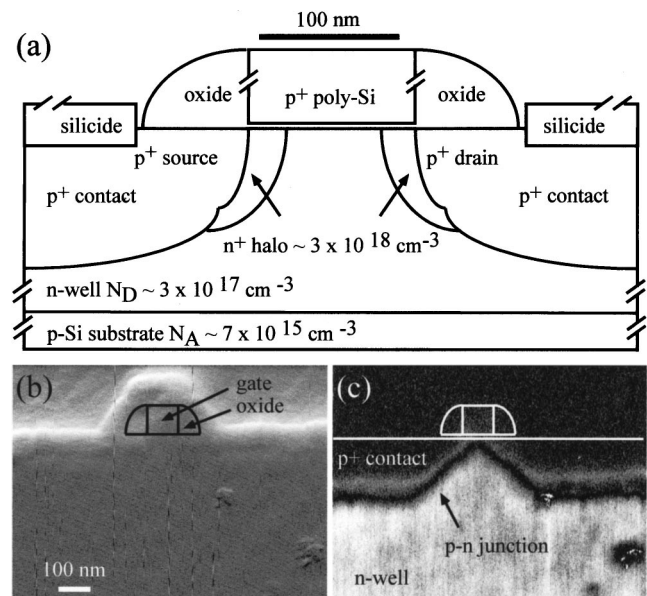 (a)
100 nm
oxide
p⁺ poly-Si
oxide
silicide
silicide
p⁺ source
p⁺ drain
p⁺ contact
p⁺ contact
n⁺ halo ~ 3 x 10 ¹⁸ cm⁻³
n-well N_D ~ 3 x 10 ¹⁷ cm ⁻³
p-Si substrate N_A ~ 7 x 10 ¹⁵ cm⁻³
(b)
gate
oxide
100 nm
(c)
p+ contact
p-n junction
n-well